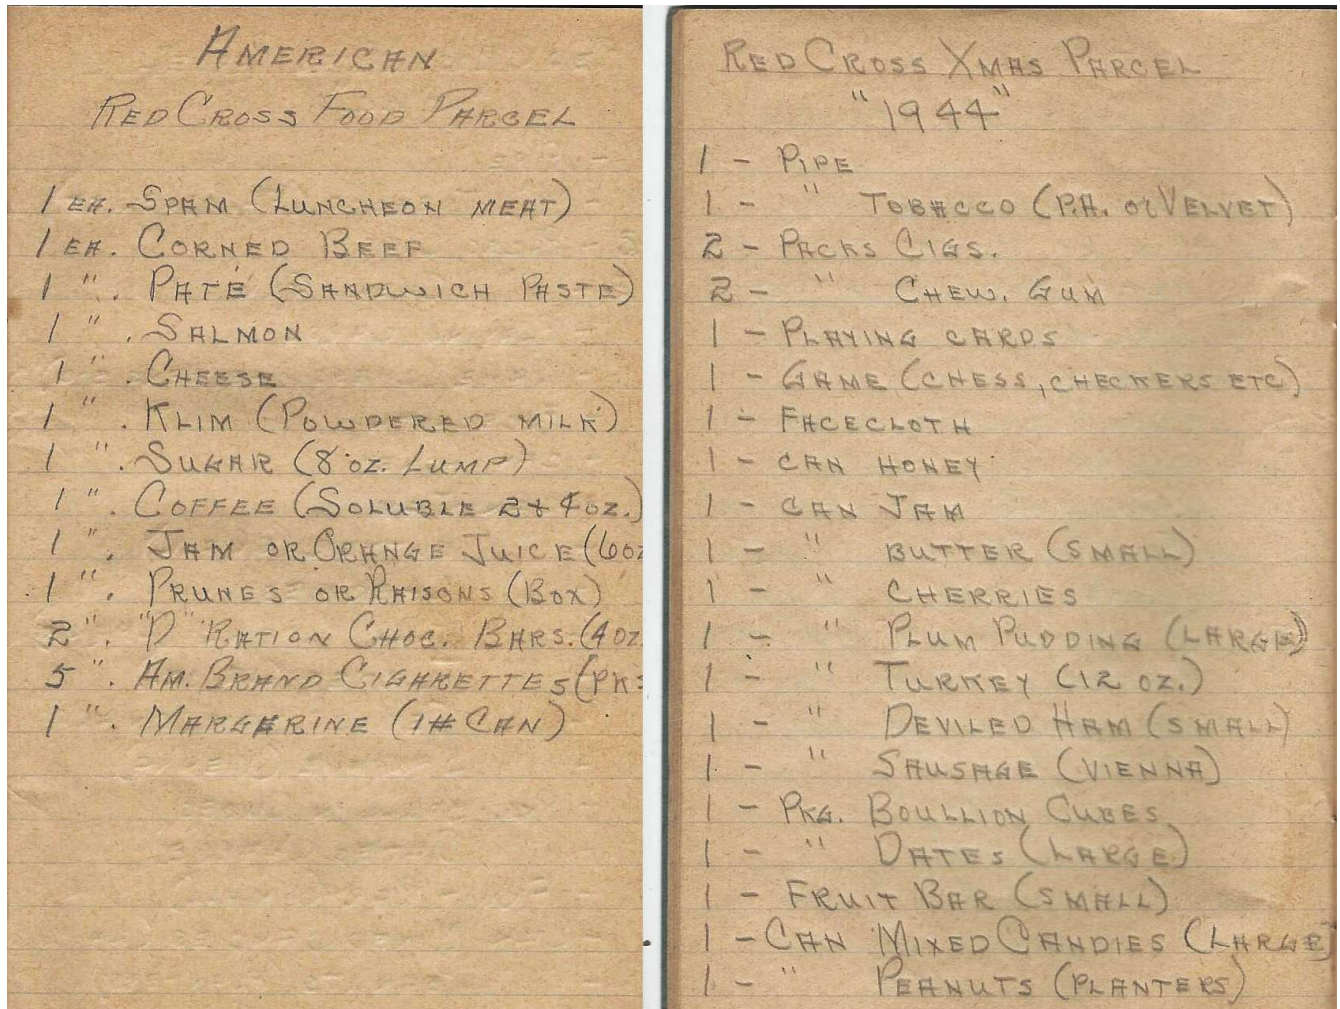 AMERICAN
RED CROSS FOOD PARCEL
1 EA. SPAM (LUNCHEON MEAT)
1 EA. CORNED BEEF
1 ". PATÉ (SANDWICH PASTE)
1 ". SALMON
1 ". CHEESE
1 ". KLIM (POWDERED MILK)
1 ". SUGAR (8 OZ. LUMP)
1 ". COFFEE (SOLUBLE 2 & 4 OZ.)
1 ". JAM OR ORANGE JUICE (6 OZ
1 ". PRUNES OR RAISONS (BOX)
2 ". "D" RATION CHOC. BARS. (4 OZ.
5 ". AM. BRAND CIGARETTES (PKS
1 ". MARGARINE (1# CAN)
RED CROSS XMAS PARCEL
"1944"
1 - PIPE
1 - " TOBACCO (P.A. or VELVET)
2 - PACKS CIGS.
2 - " CHEW. GUM
1 - PLAYING CARDS
1 - GAME (CHESS, CHECKERS ETC)
1 - FACECLOTH
1 - CAN HONEY
1 - CAN JAM
1 - " BUTTER (SMALL)
1 - " CHERRIES
1 - " PLUM PUDDING (LARGE)
1 - " TURKEY (12 OZ.)
1 - " DEVILED HAM (SMALL)
1 - " SAUSAGE (VIENNA)
1 - PKG. BOULLION CUBES
1 - " DATES (LARGE)
1 - FRUIT BAR (SMALL)
1 - CAN MIXED CANDIES (LARGE)
1 - " PEANUTS (PLANTERS)